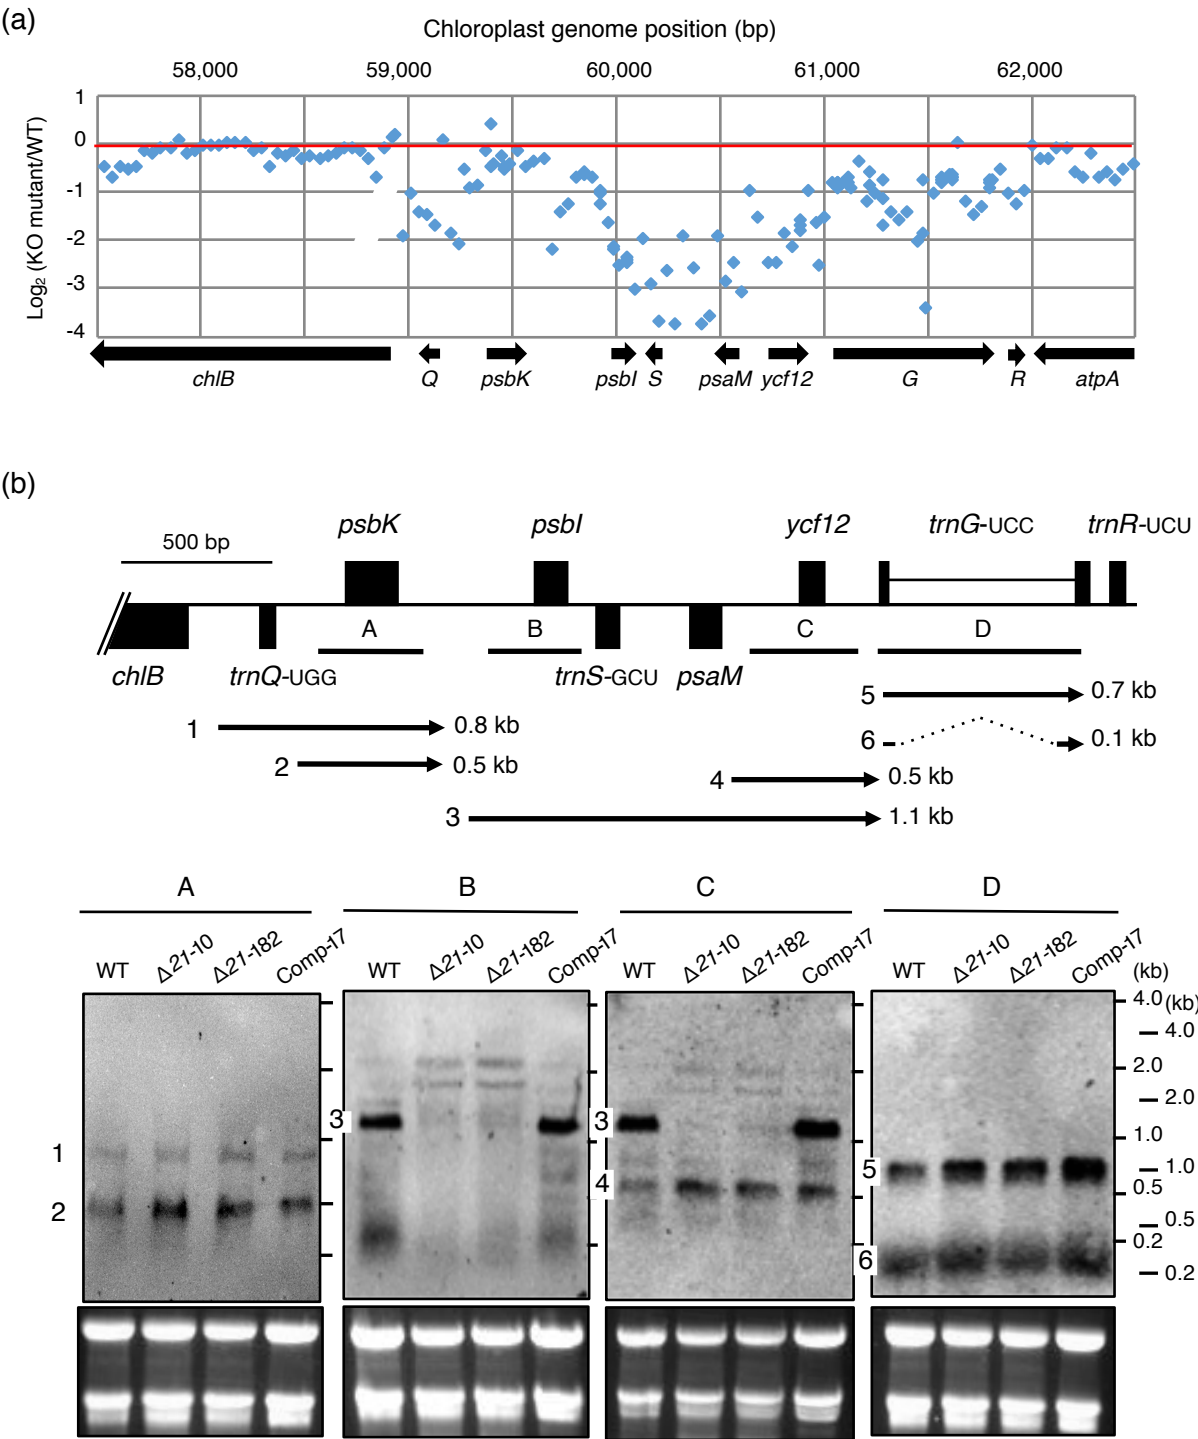 (a)
Chloroplast genome position (bp)
58,000 59,000 60,000 61,000 62,000
Log₂ (KO mutant/WT)
1
0
-1
-2
-3
-4
chlB Q psbK psbI S psaM ycf12 G R atpA
(b)
500 bp
psbK psbI ycf12 trnG-UCC trnR-UCU
A B C D
chlB trnQ-UGG trnS-GCU psaM
5 0.7 kb
1 0.8 kb
6 0.1 kb
2 0.5 kb
4 0.5 kb
3 1.1 kb
A B C D
WT Δ21-10 Δ21-182 Comp-17 WT Δ21-10 Δ21-182 Comp-17 WT Δ21-10 Δ21-182 Comp-17 WT Δ21-10 Δ21-182 Comp-17
(kb)
4.0 (kb)
4.0
2.0
2.0
3 3
1.0
1
5 1.0
4 0.5
2
0.5
0.2
6 0.2